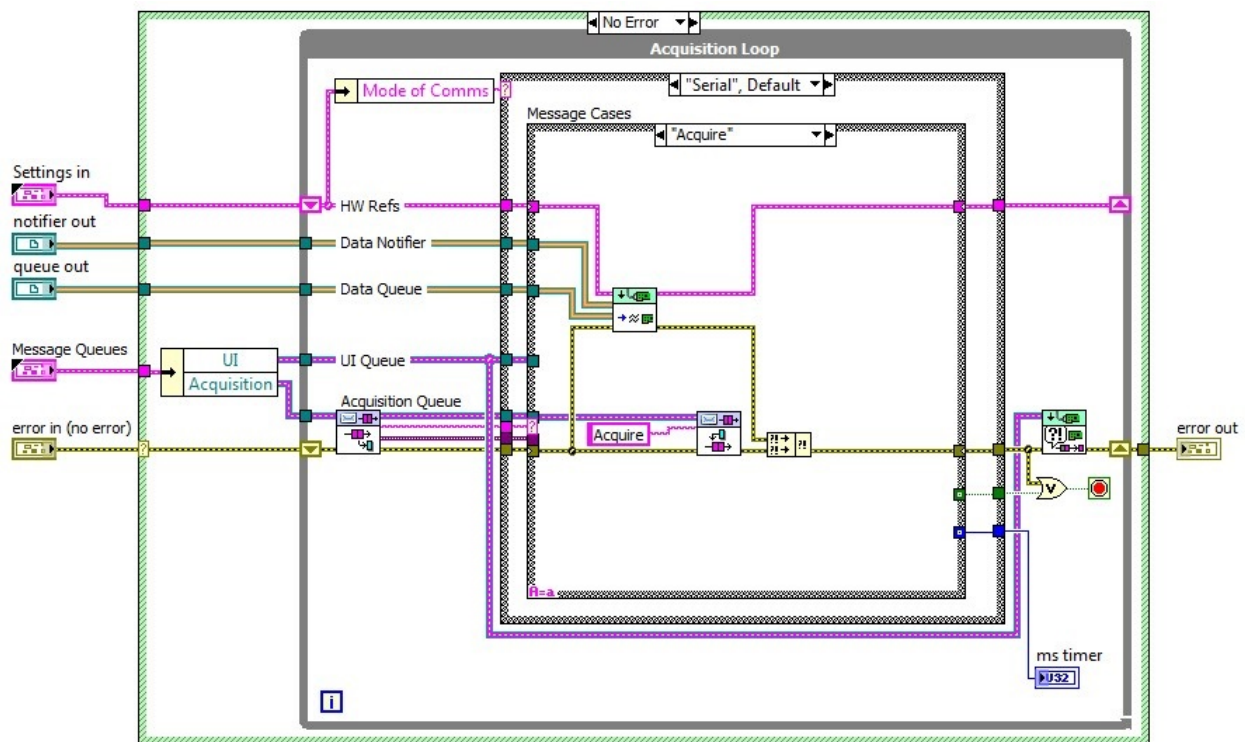 No Error
Acquisition Loop
Mode of Comms
?
"Serial", Default
Message Cases
"Acquire"
Settings in
HW Refs
notifier out
Data Notifier
queue out
Data Queue
Message Queues
UI
Acquisition
UI Queue
Acquisition Queue
?
Acquire
error in (no error)
?
error out
?!
?!
?!
?!
V
A=a
ms timer
U32
i